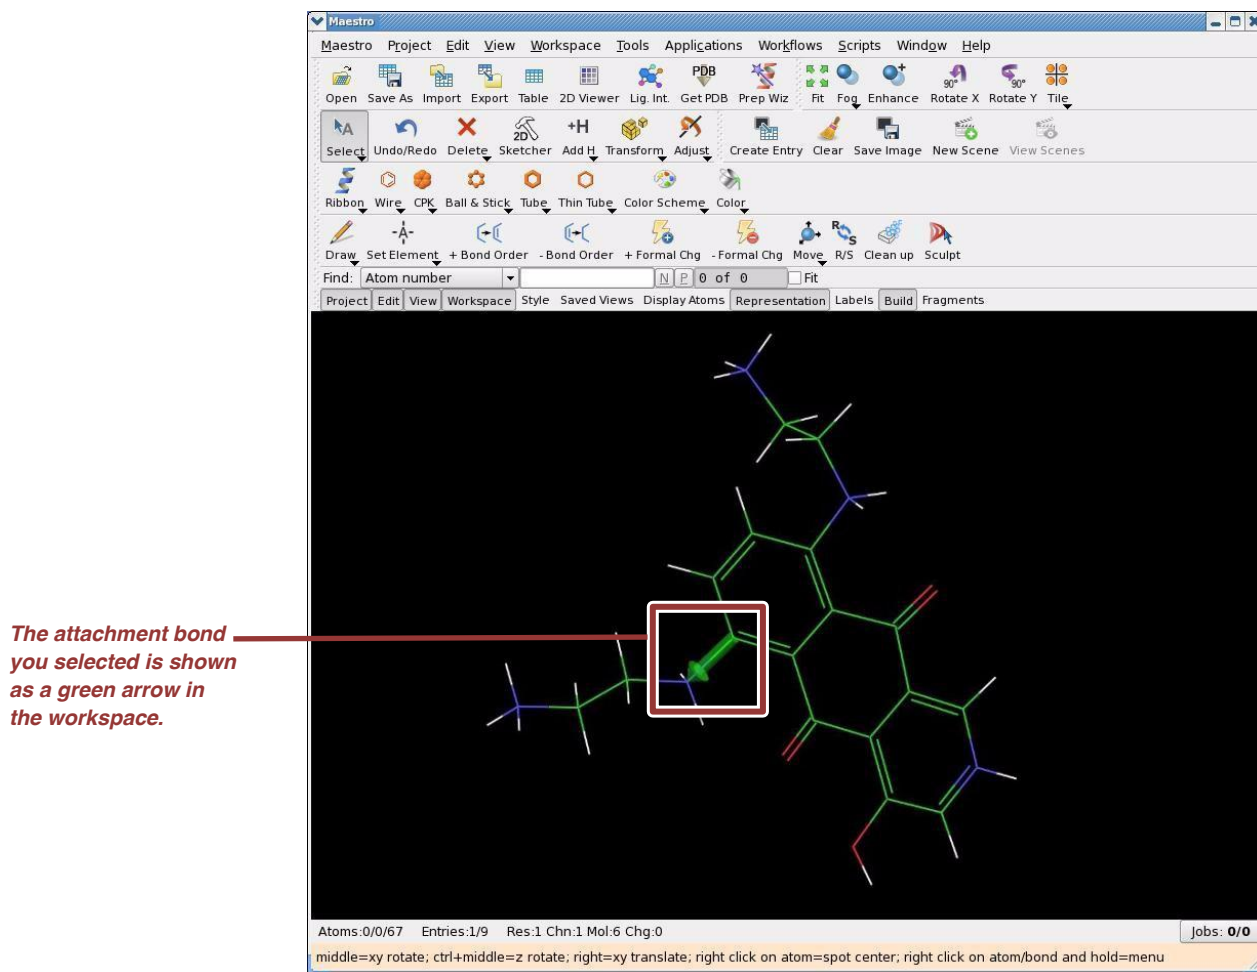 Maestro
Maestro Project Edit View Workspace Tools Applications Workflows Scripts Window Help
PDB 90° 90°
Open Save As Import Export Table 2D Viewer Lig. Int. Get PDB Prep Wiz Fit Fog Enhance Rotate X Rotate Y Tile
A 2D +H
Select Undo/Redo Delete Sketcher Add H Transform Adjust Create Entry Clear Save Image New Scene View Scenes
Ribbon Wire CPK Ball & Stick Tube Thin Tube Color Scheme Color
-A- R S
Draw Set Element + Bond Order - Bond Order + Formal Chg - Formal Chg Move R/S Clean up Sculpt
Find: Atom number N P 0 of 0 Fit
Project Edit View Workspace Style Saved Views Display Atoms Representation Labels Build Fragments
The attachment bond
you selected is shown
as a green arrow in
the workspace.
Atoms:0/0/67 Entries:1/9 Res:1 Chn:1 Mol:6 Chg:0 Jobs: 0/0
middle=xy rotate; ctrl+middle=z rotate; right=xy translate; right click on atom=spot center; right click on atom/bond and hold=menu